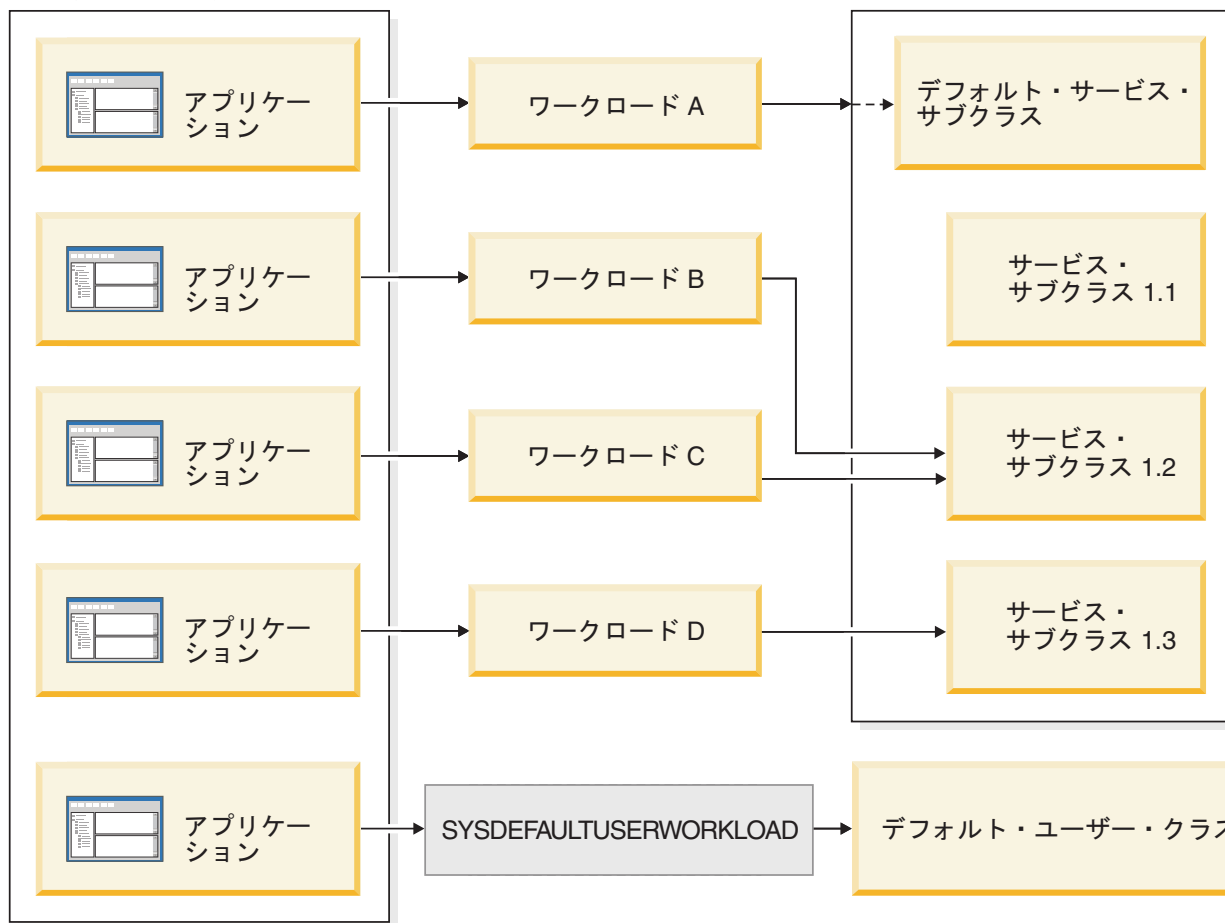 アプリケー
ション
ワークロード A
デフォルト・サービス・
サブクラス
アプリケー
ション
ワークロード B
サービス・
サブクラス 1.1
アプリケー
ション
ワークロード C
サービス・
サブクラス 1.2
アプリケー
ション
ワークロード D
サービス・
サブクラス 1.3
アプリケー
ション
SYSDEFAULTUSERWORKLOAD
デフォルト・ユーザー・クラス